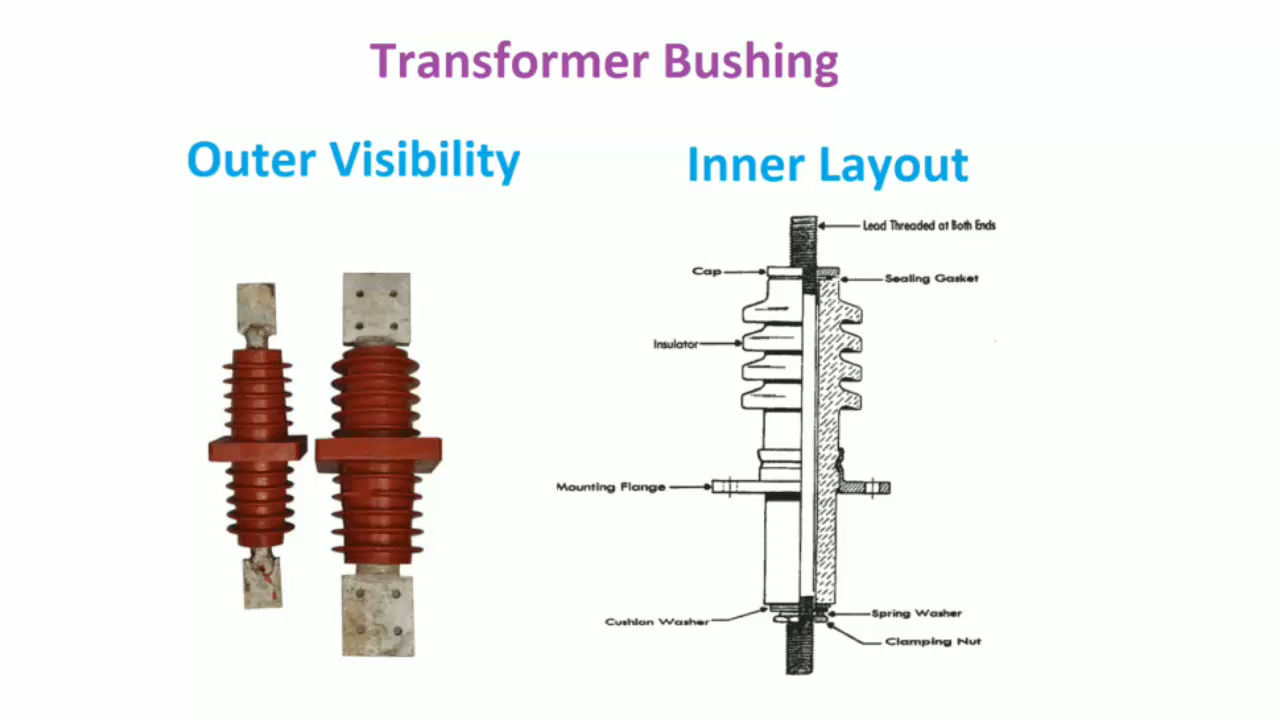 Transformer Bushing
Outer Visibility
Inner Layout
Lead Threaded at Both Ends
Cap
Sealing Gasket
Insulator
Mounting Flange
Cushion Washer
Spring Washer
Clamping Nut